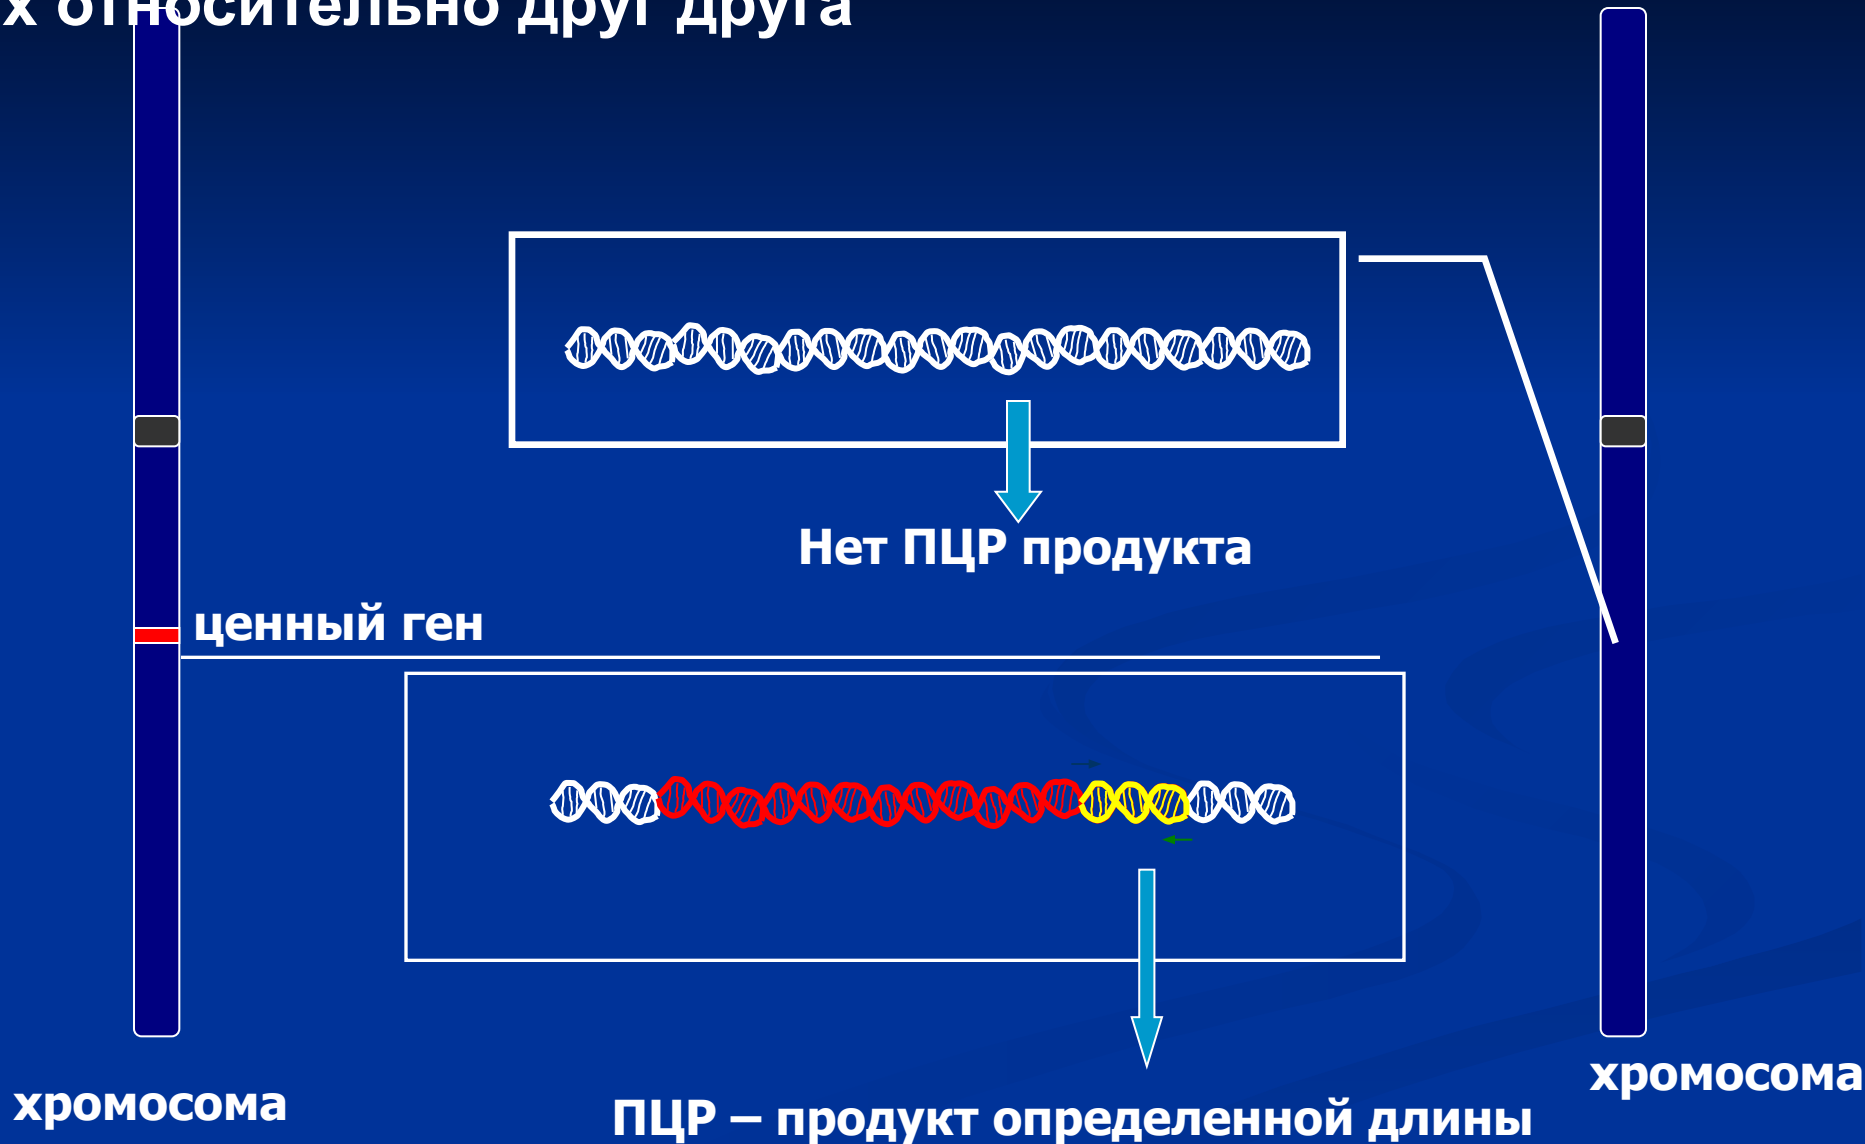 х относительно друг друга
Нет ПЦР продукта
ценный ген
хромосома
хромосома
ПЦР – продукт определенной длины